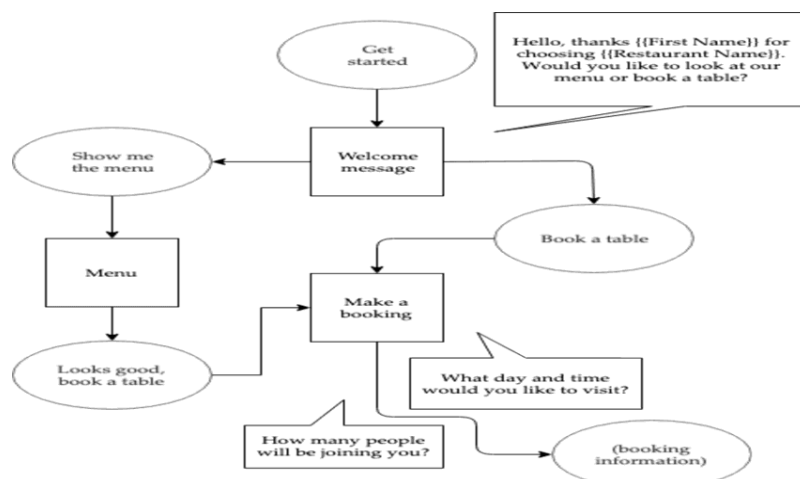 Get
started
Hello, thanks {{First Name}} for
choosing {{Restaurant Name}}.
Would you like to look at our
menu or book a table?
Show me
the menu
Welcome
message
Book a table
Menu
Make a
booking
Looks good,
book a table
What day and time
would you like to visit?
How many people
will be joining you?
(booking
information)